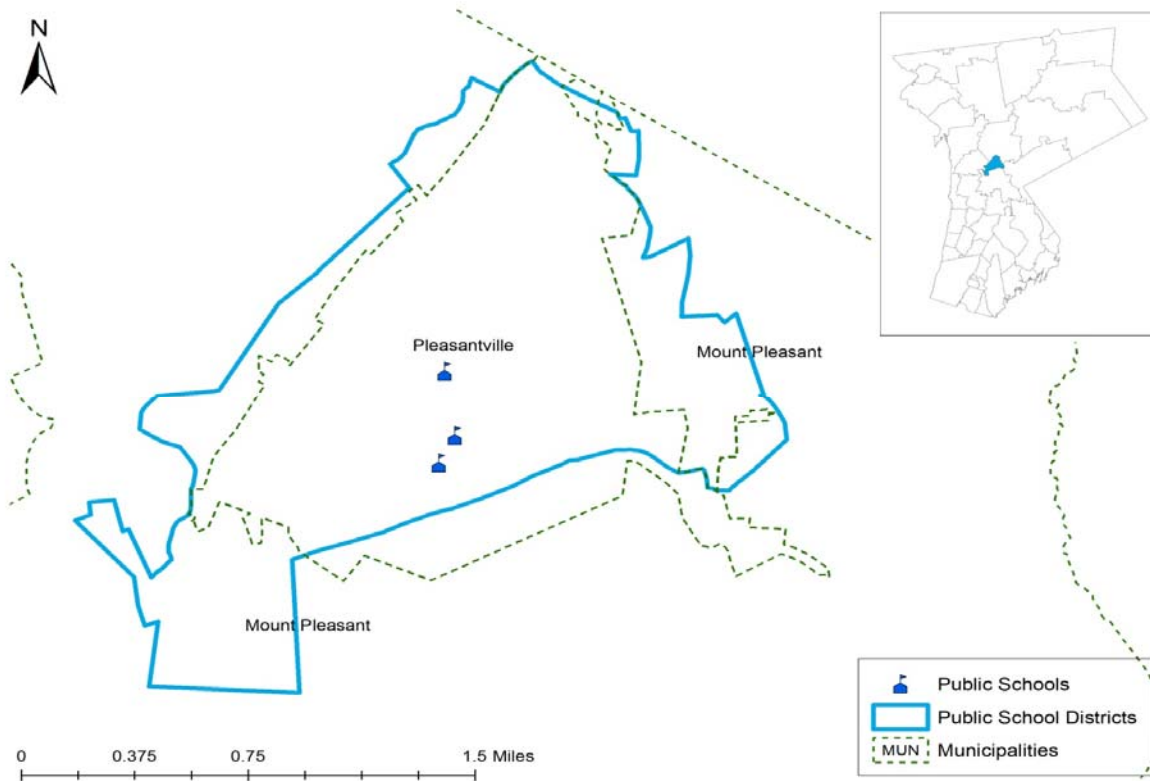 N
Pleasantville
Mount Pleasant
Mount Pleasant
Public Schools
Public School Districts
MUN Municipalities
0 0.375 0.75 1.5 Miles